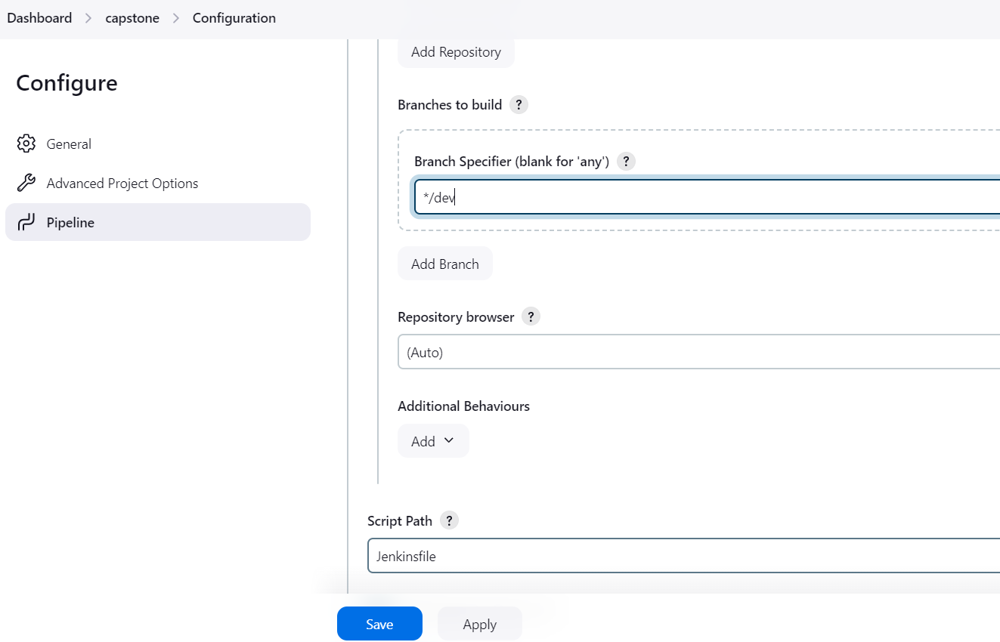 Dashboard > capstone > Configuration
Configure
General
Advanced Project Options
Pipeline
Add Repository
Branches to build ?
Branch Specifier (blank for 'any') ?
*/dev
Add Branch
Repository browser ?
(Auto)
Additional Behaviours
Add
Script Path ?
Jenkinsfile
Save
Apply